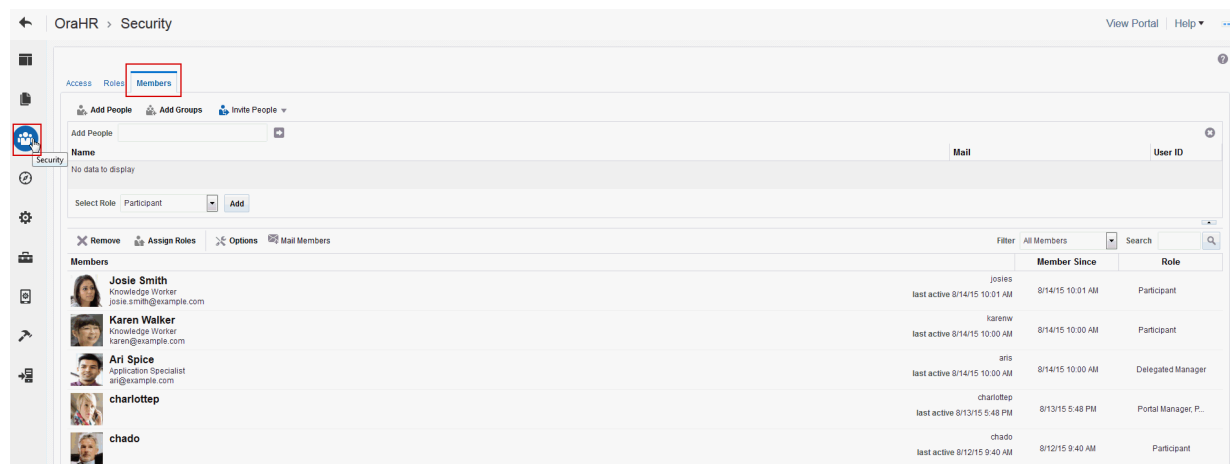 OraHR > Security
View Portal Help
Access Roles Members
Add People Add Groups Invite People
Add People
Name Mail User ID
Security
No data to display
Select Role Participant Add
Remove Assign Roles Options Mail Members Filter All Members Search
Members Member Since Role
Josie Smith josies
Knowledge Worker 8/14/15 10:01 AM Participant
josie.smith@example.com last active 8/14/15 10:01 AM
Karen Walker karenw
Knowledge Worker 8/14/15 10:00 AM Participant
karen@example.com last active 8/14/15 10:00 AM
Ari Spice aris
Application Specialist 8/14/15 10:00 AM Delegated Manager
ari@example.com last active 8/14/15 10:00 AM
charlottep charlottep
last active 8/13/15 5:48 PM 8/13/15 5:48 PM Portal Manager, P...
chado chado
last active 8/12/15 9:40 AM 8/12/15 9:40 AM Participant